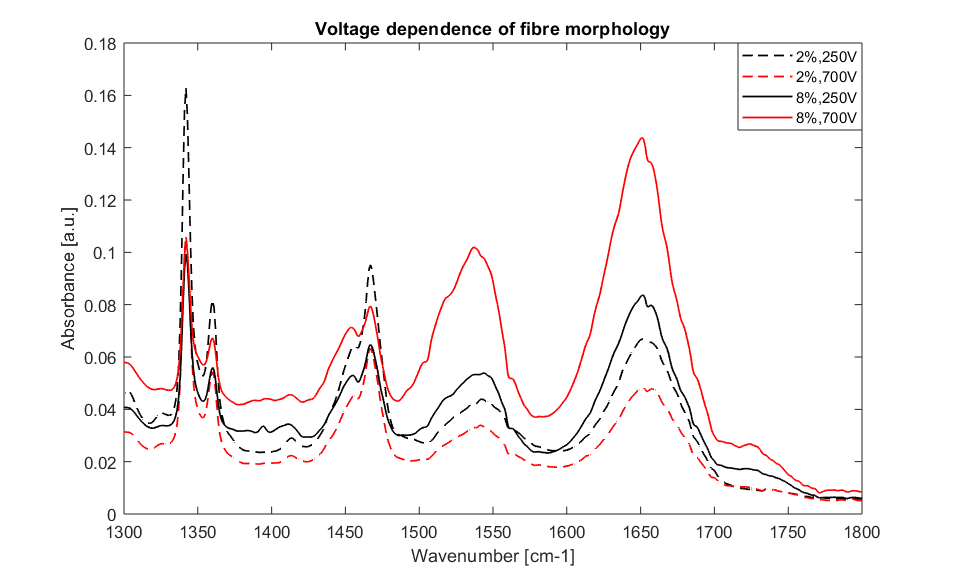 Voltage dependence of fibre morphology
2%,250V
2%,700V
8%,250V
8%,700V
0.18
0.16
0.14
0.12
0.1
0.08
0.06
0.04
0.02
0
Absorbance [a.u.]
1300 1350 1400 1450 1500 1550 1600 1650 1700 1750 1800
Wavenumber [cm-1]